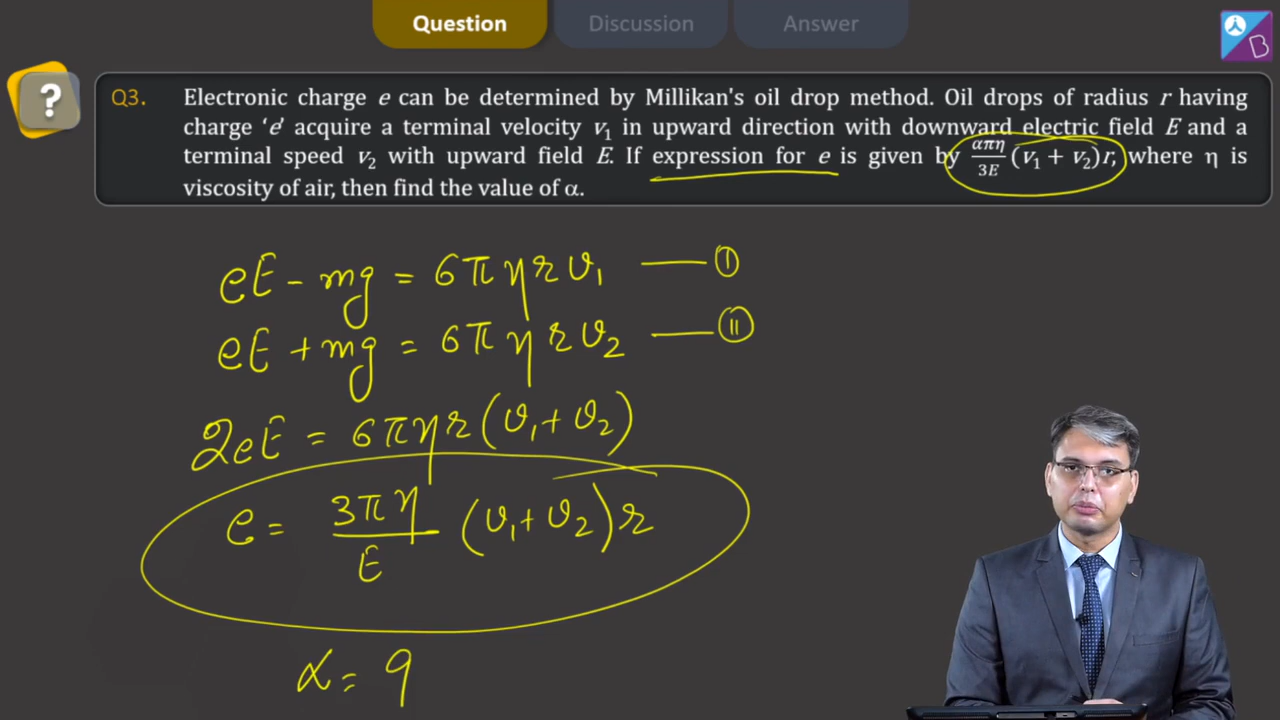 Question Discussion Answer
B
?
Q3. Electronic charge e can be determined by Millikan's oil drop method. Oil drops of radius r having
charge 'e' acquire a terminal velocity v₁ in upward direction with downward electric field E and a
terminal speed v₂ with upward field E. If expression for e is given by απη/3E (v₁ + v₂)r, where η is
viscosity of air, then find the value of α.
eE - mg = 6πηrv₁ —— Ⓘ
eE + mg = 6πηrv₂ —— Ⓘⓘ
2eE = 6πηr(v₁ + v₂)
e = 3πη/E (v₁ + v₂)r
α = 9